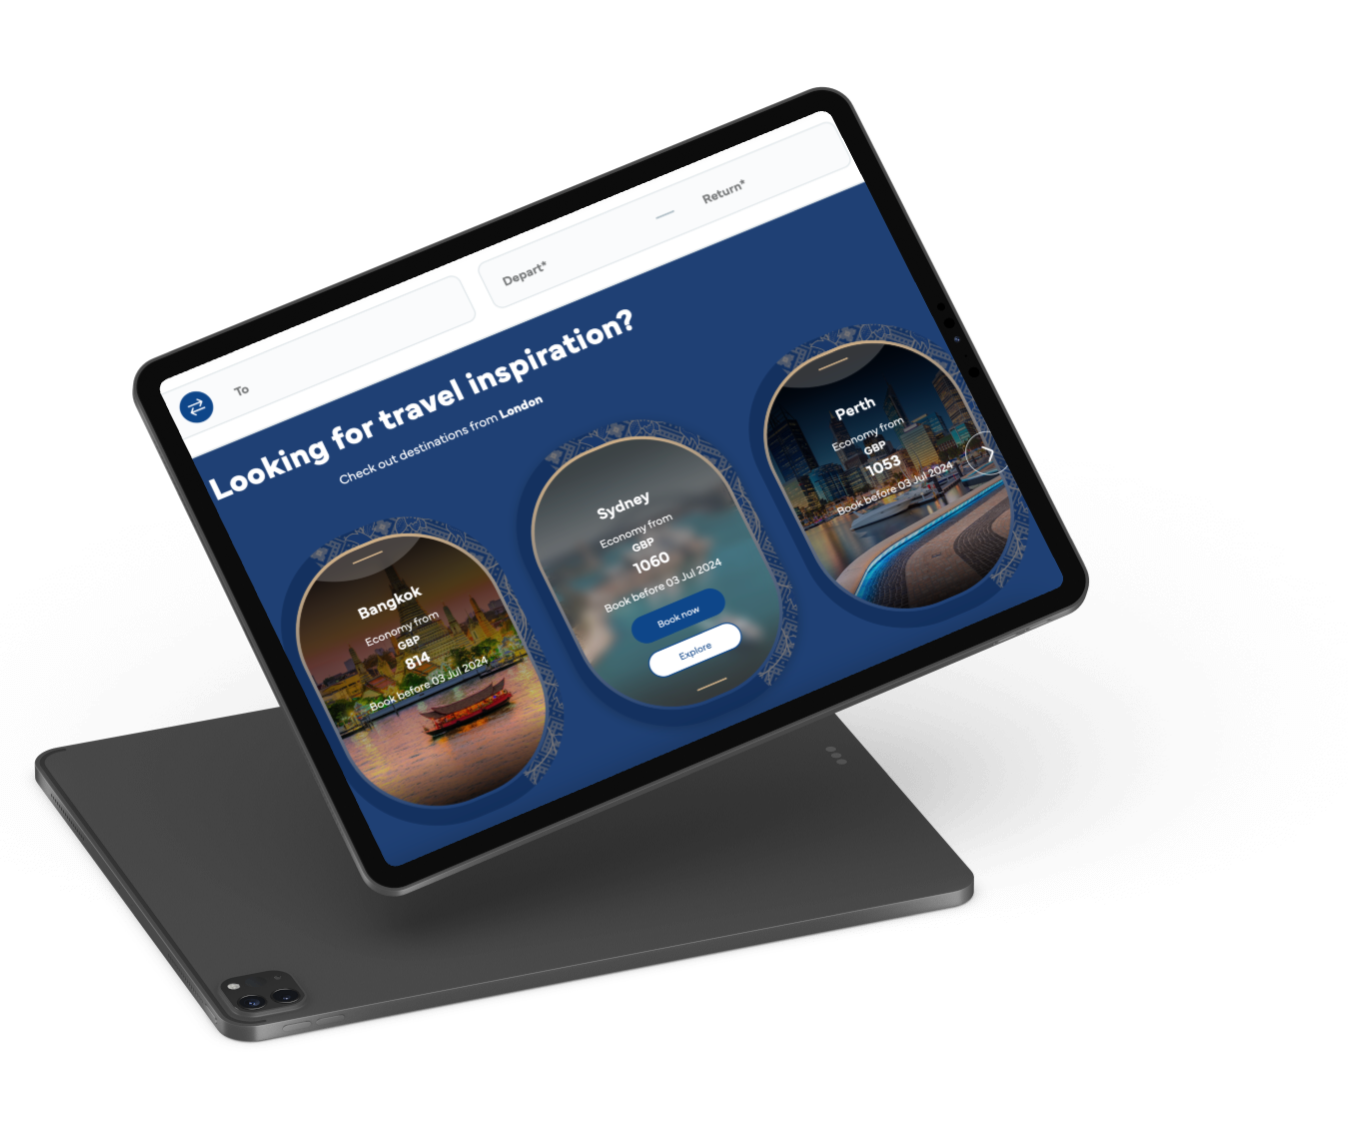 To
Depart*
Return*
Looking for travel inspiration?
Check out destinations from London
Bangkok
Economy from
GBP
814
Book before 03 Jul 2024
Sydney
Economy from
GBP
1060
Book before 03 Jul 2024
Book now
Explore
Perth
Economy from
GBP
1053
Book before 03 Jul 2024